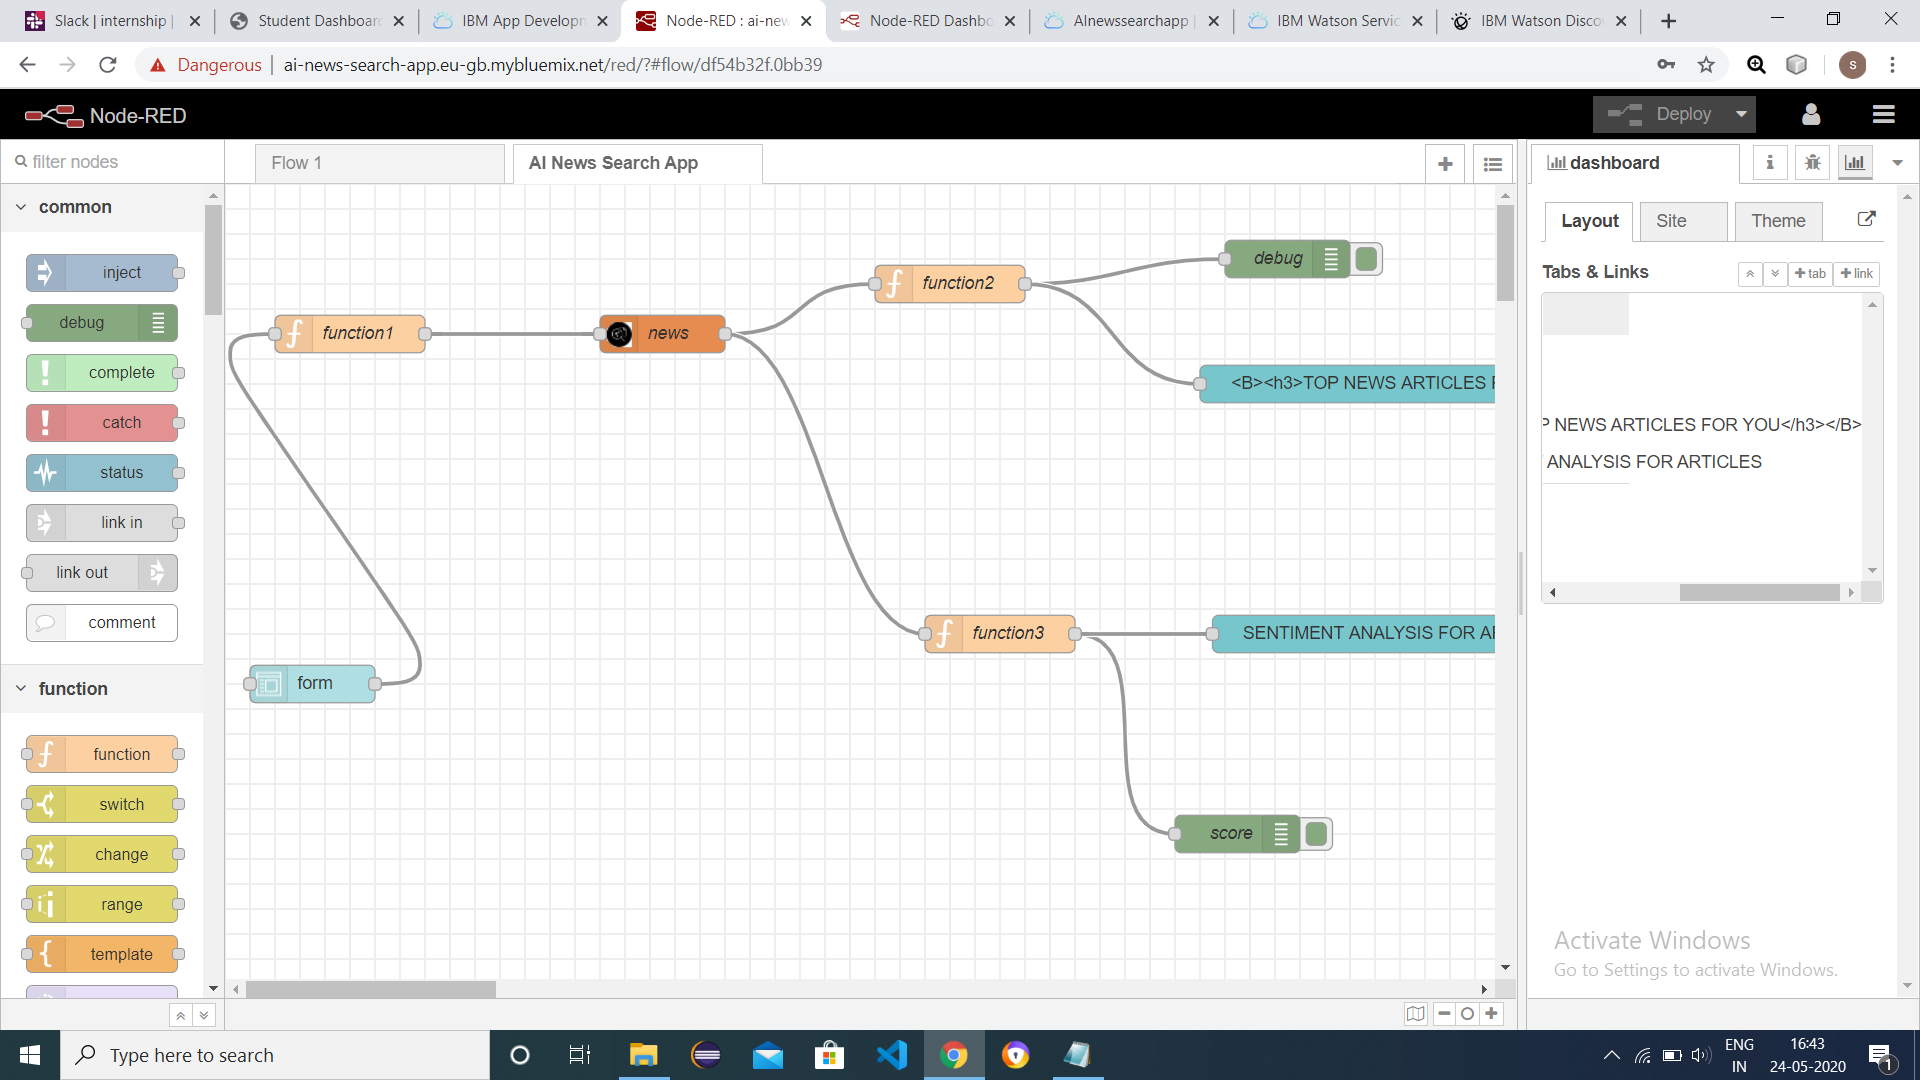 Slack | internship |
Student Dashboard
IBM App Developm
Node-RED : ai-new
Node-RED Dashbo
AInewssearchapp |
IBM Watson Servic
IBM Watson Disco
Dangerous | ai-news-search-app.eu-gb.mybluemix.net/red/?#flow/df54b32f.0bb39
S
Node-RED
Deploy
filter nodes
Flow 1
AI News Search App
dashboard
common
inject
debug
complete
catch
status
link in
link out
comment
function
function
switch
change
range
template
function1
news
function2
debug
<B><h3>TOP NEWS ARTICLES F
function3
SENTIMENT ANALYSIS FOR AR
form
score
Layout
Site
Theme
Tabs & Links
tab
link
P NEWS ARTICLES FOR YOU</h3></B>
ANALYSIS FOR ARTICLES
Activate Windows
Go to Settings to activate Windows.
Type here to search
ENG
IN
16:43
24-05-2020
1